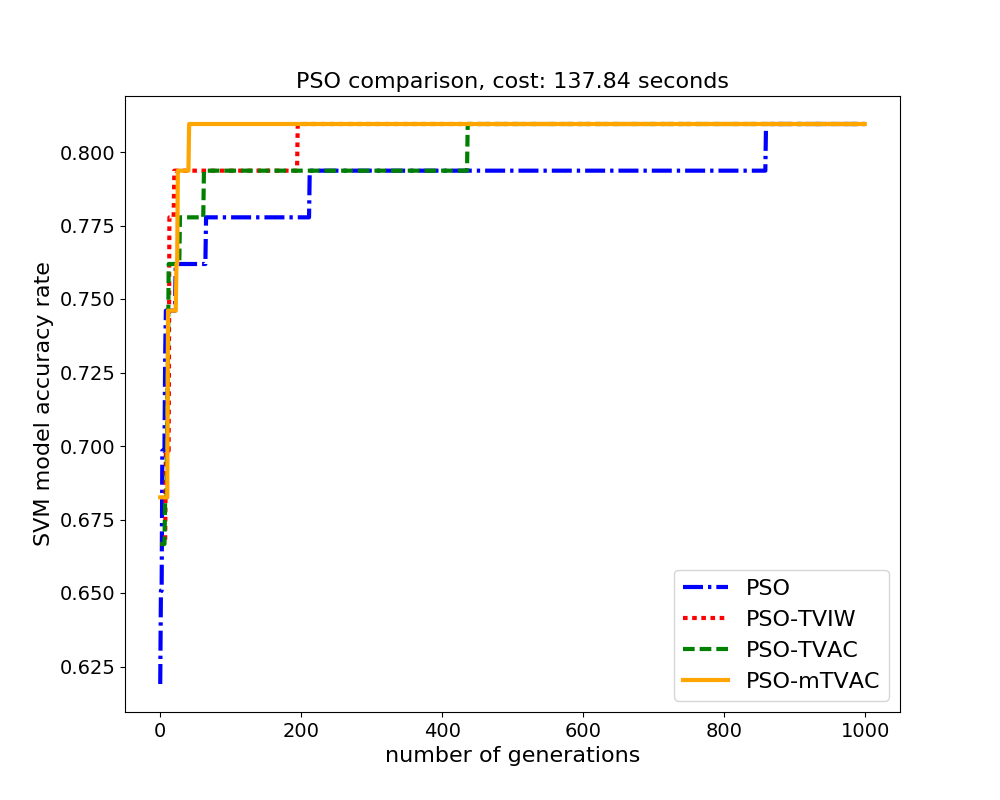 PSO comparison, cost: 137.84 seconds
SVM model accuracy rate
0.800
0.775
0.750
0.725
0.700
0.675
0.650
0.625
PSO
PSO-TVIW
PSO-TVAC
PSO-mTVAC
0 200 400 600 800 1000
number of generations